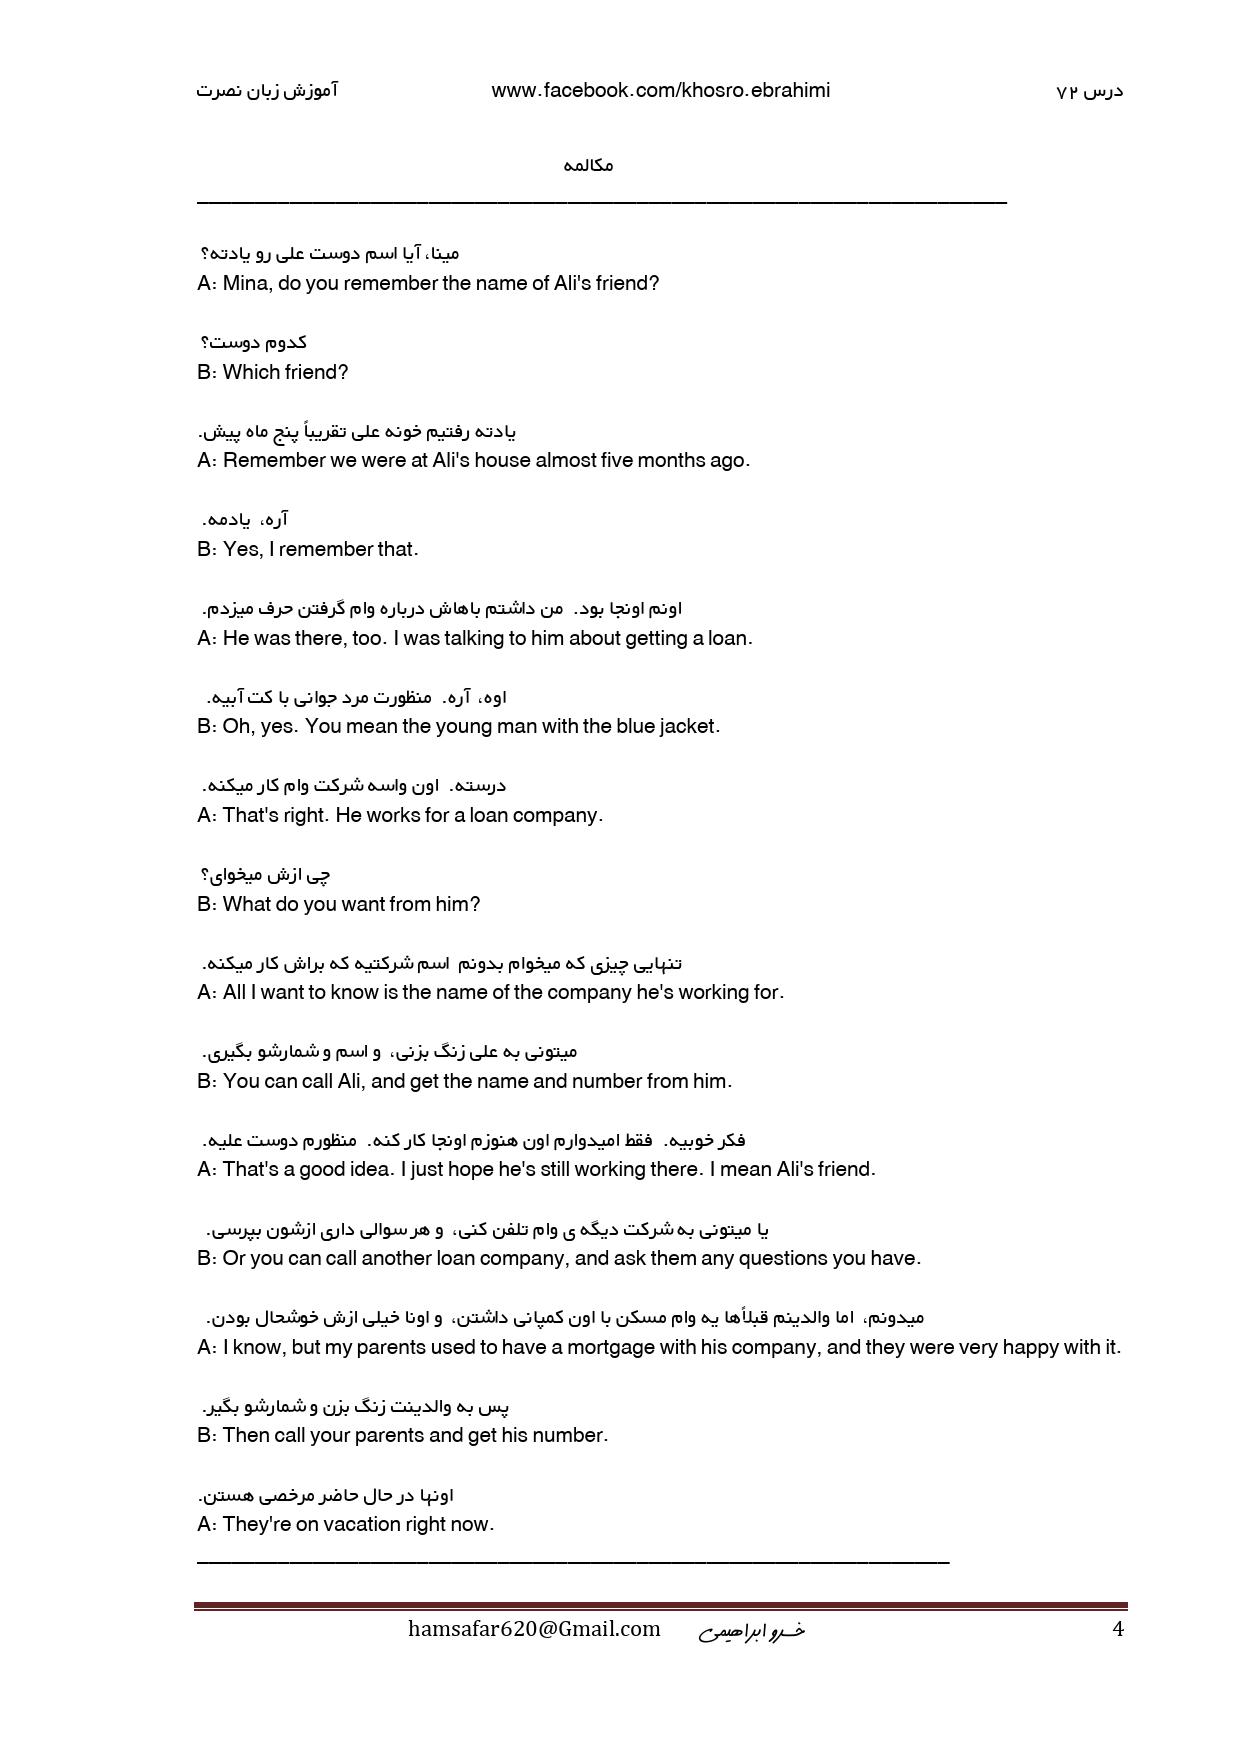 درس ۷۲ www.facebook.com/khosro.ebrahimi آموزش زبان نصرت
مکالمه
مینا، آیا اسم دوست علی رو یادته؟
A: Mina, do you remember the name of Ali's friend?
کدوم دوست؟
B: Which friend?
یادته رفتیم خونه علی تقریباً پنج ماه پیش.
A: Remember we were at Ali's house almost five months ago.
آره، یادمه.
B: Yes, I remember that.
اونم اونجا بود. من داشتم باهاش درباره وام گرفتن حرف میزدم.
A: He was there, too. I was talking to him about getting a loan.
اوه، آره. منظورت مرد جوانی با کت آبیه.
B: Oh, yes. You mean the young man with the blue jacket.
درسته. اون واسه شرکت وام کار میکنه.
A: That's right. He works for a loan company.
چی ازش میخوای؟
B: What do you want from him?
تنهایی چیزی که میخوام بدونم اسم شرکتیه که براش کار میکنه.
A: All I want to know is the name of the company he's working for.
میتونی به علی زنگ بزنی، و اسم و شمارشو بگیری.
B: You can call Ali, and get the name and number from him.
فکر خوبیه. فقط امیدوارم اون هنوزم اونجا کار کنه. منظورم دوست علیه.
A: That's a good idea. I just hope he's still working there. I mean Ali's friend.
یا میتونی به شرکت دیگه ی وام تلفن کنی، و هر سوالی داری ازشون بپرسی.
B: Or you can call another loan company, and ask them any questions you have.
میدونم، اما والدینم قبلاًها یه وام مسکن با اون کمپانی داشتن، و اونا خیلی ازش خوشحال بودن.
A: I know, but my parents used to have a mortgage with his company, and they were very happy with it.
پس به والدینت زنگ بزن و شمارشو بگیر.
B: Then call your parents and get his number.
اونها در حال حاضر مرخصی هستن.
A: They're on vacation right now.
hamsafar620@Gmail.com خسرو ابراهیمی 4